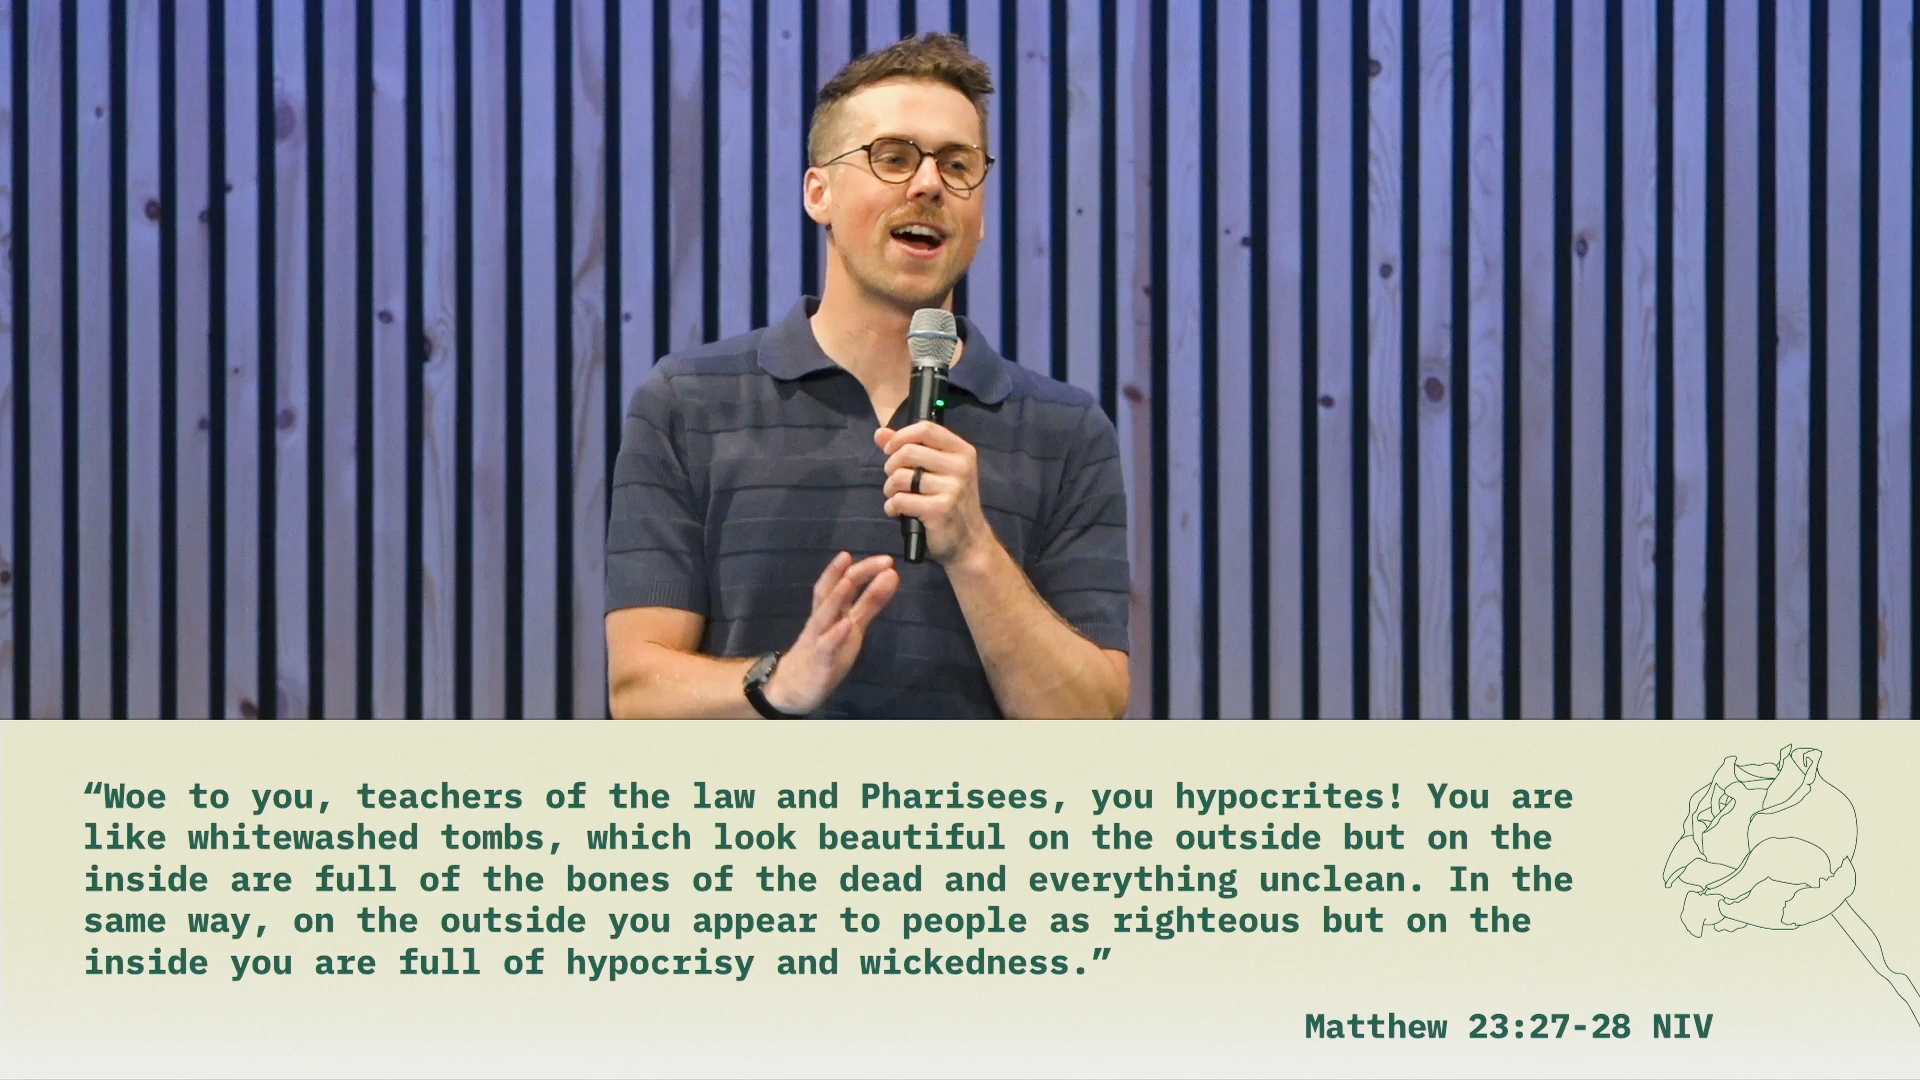 “Woe to you, teachers of the law and Pharisees, you hypocrites! You are
like whitewashed tombs, which look beautiful on the outside but on the
inside are full of the bones of the dead and everything unclean. In the
same way, on the outside you appear to people as righteous but on the
inside you are full of hypocrisy and wickedness.”
Matthew 23:27-28 NIV